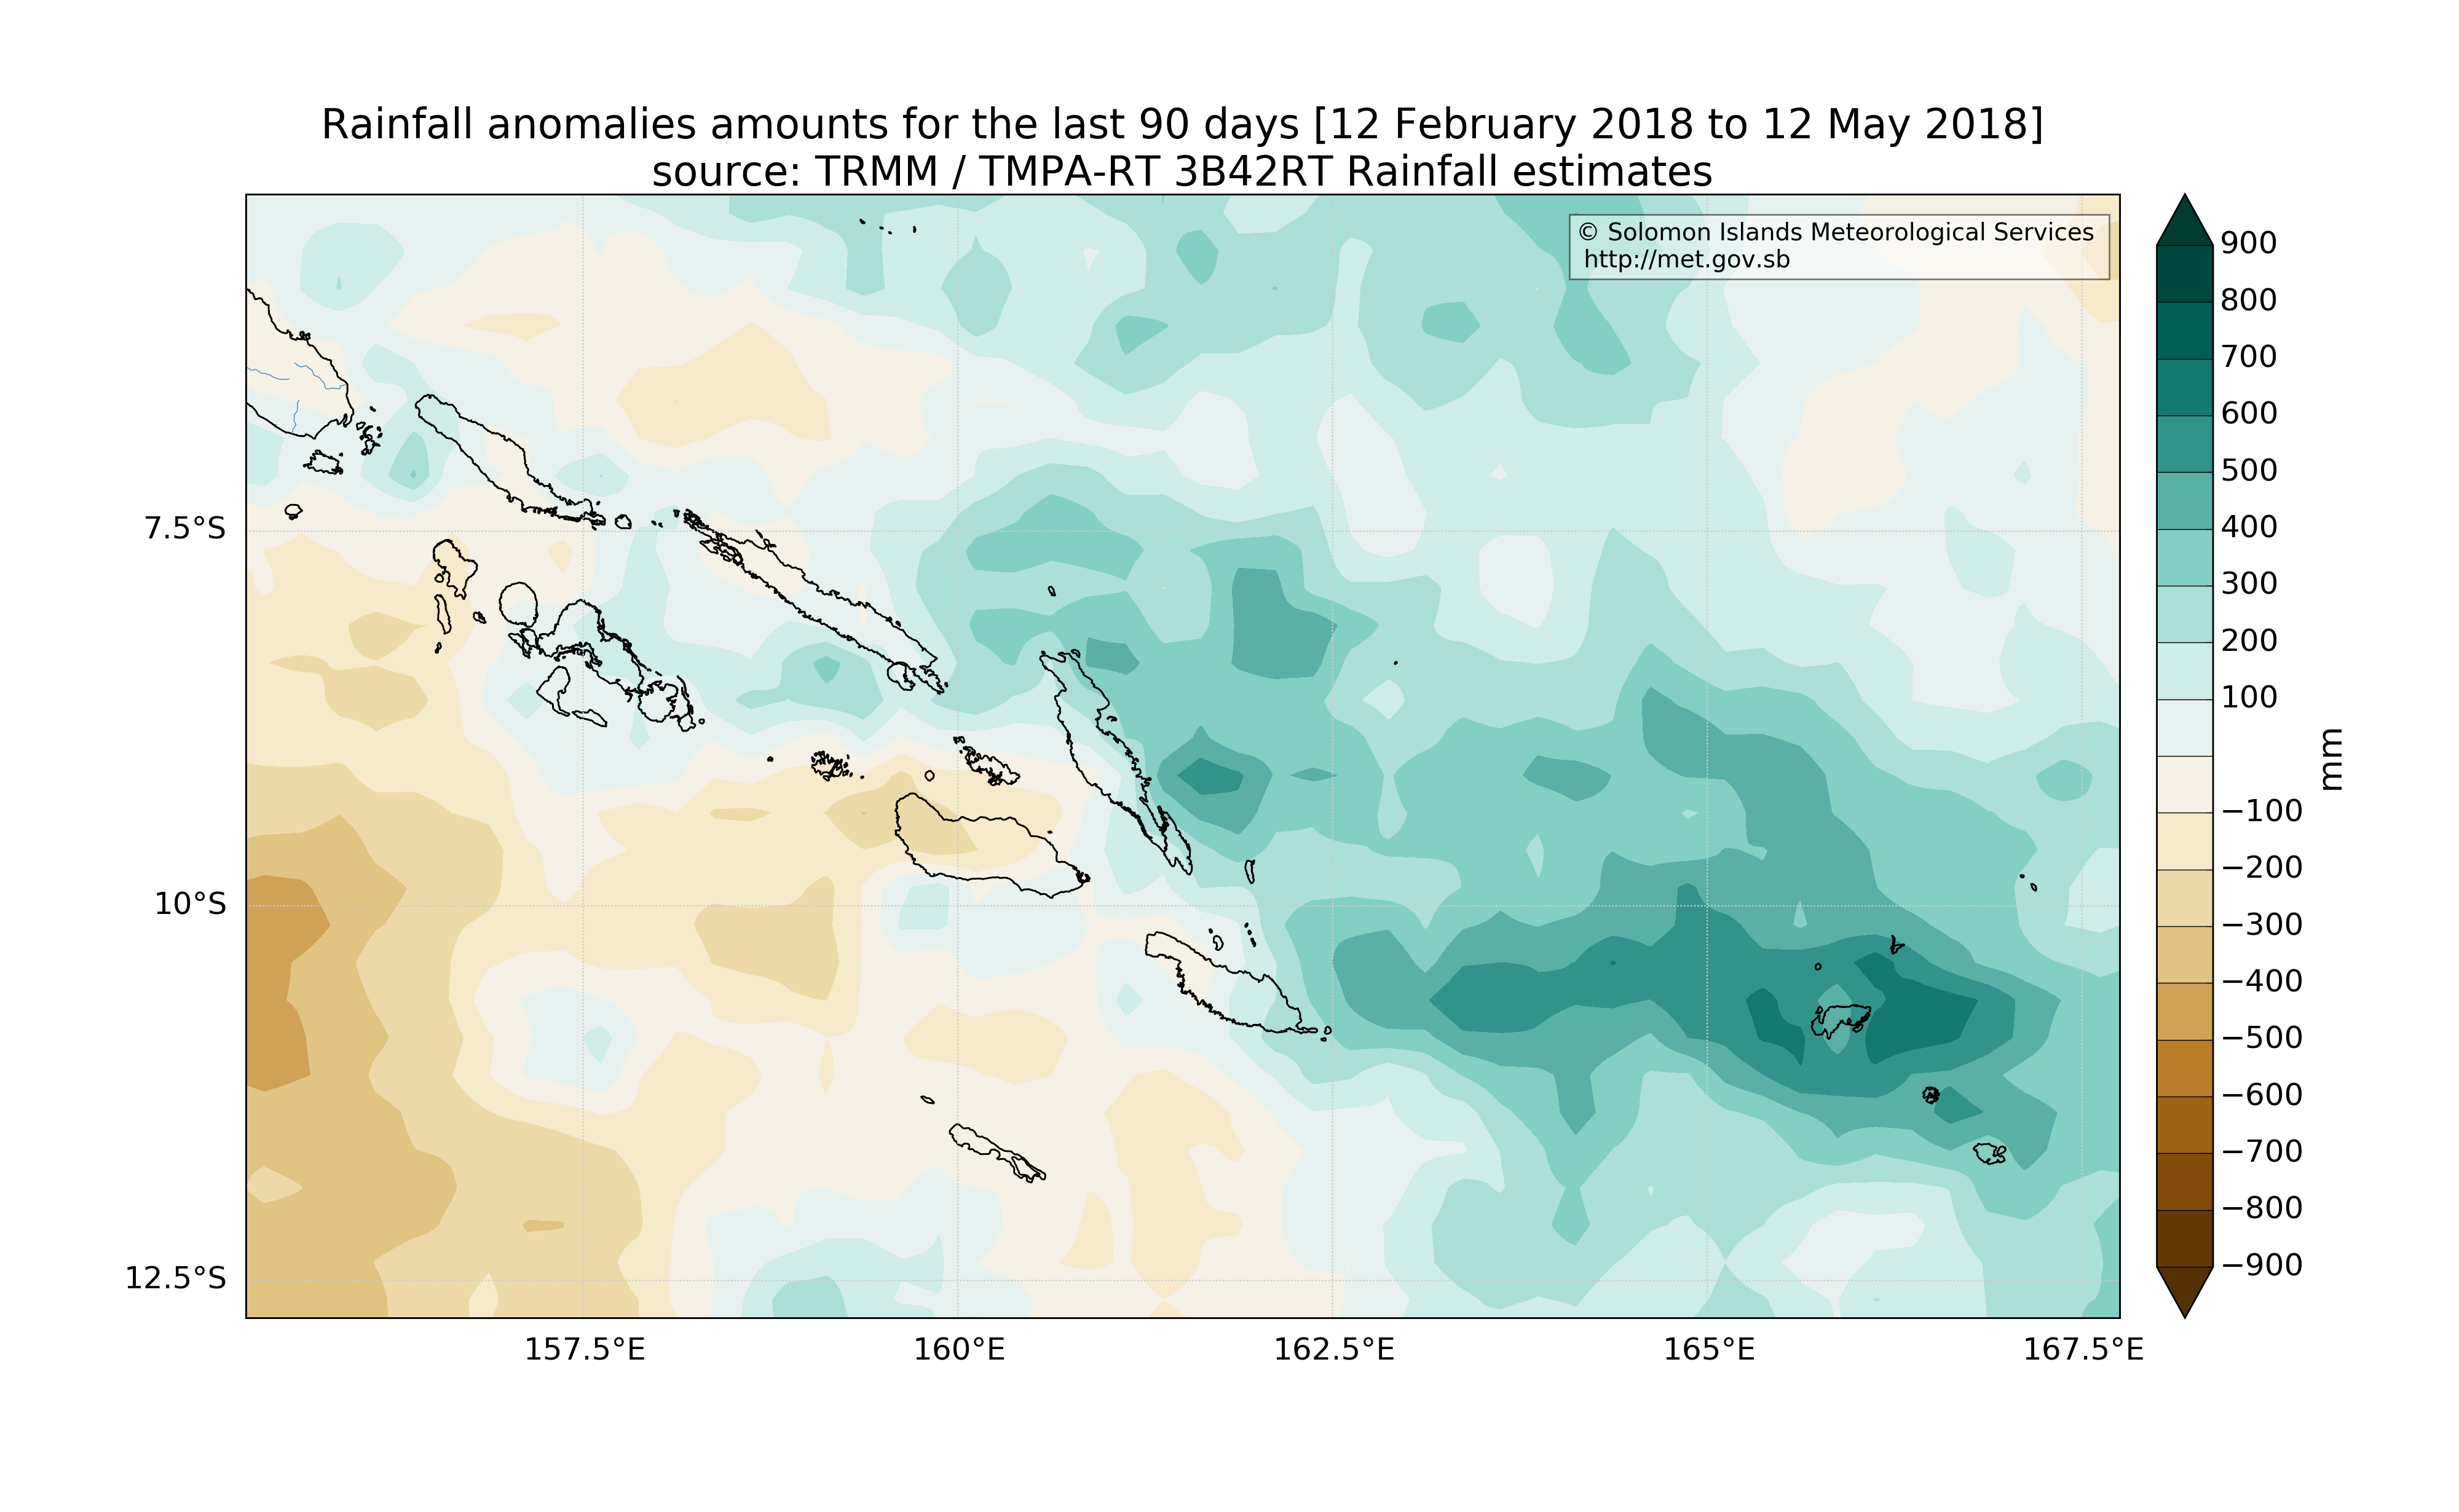 Rainfall anomalies amounts for the last 90 days [12 February 2018 to 12 May 2018]
source: TRMM / TMPA-RT 3B42RT Rainfall estimates
© Solomon Islands Meteorological Services
http://met.gov.sb
7.5°S
10°S
12.5°S
157.5°E
160°E
162.5°E
165°E
167.5°E
900
800
700
600
500
400
300
200
100
−100
−200
−300
−400
−500
−600
−700
−800
−900
mm